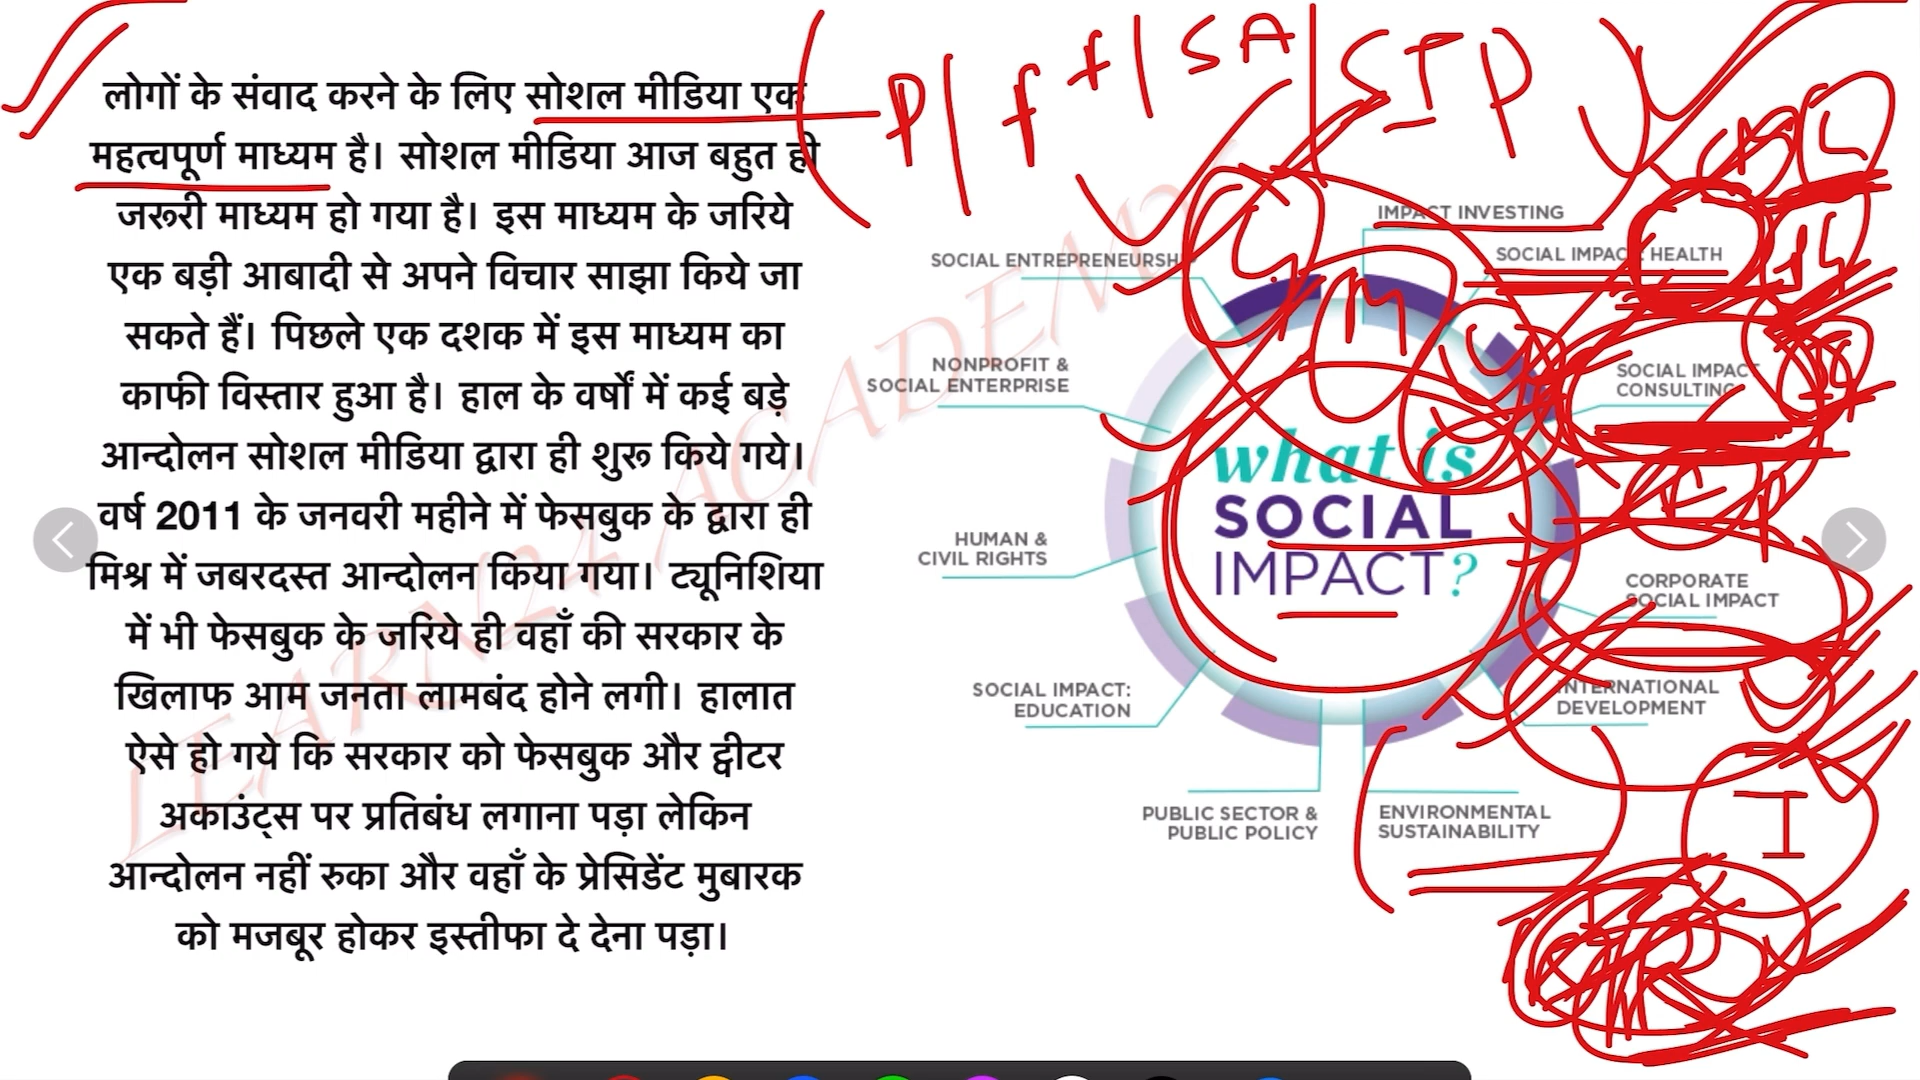 लोगों के संवाद करने के लिए सोशल मीडिया एक
महत्वपूर्ण माध्यम है। सोशल मीडिया आज बहुत ही
जरूरी माध्यम हो गया है। इस माध्यम के जरिये
एक बड़ी आबादी से अपने विचार साझा किये जा
सकते हैं। पिछले एक दशक में इस माध्यम का
काफी विस्तार हुआ है। हाल के वर्षों में कई बड़े
आन्दोलन सोशल मीडिया द्वारा ही शुरू किये गये।
वर्ष 2011 के जनवरी महीने में फेसबुक के द्वारा ही
मिश्र में जबरदस्त आन्दोलन किया गया। ट्यूनिशिया
में भी फेसबुक के जरिये ही वहाँ की सरकार के
खिलाफ आम जनता लामबंद होने लगी। हालात
ऐसे हो गये कि सरकार को फेसबुक और ट्वीटर
अकाउंट्स पर प्रतिबंध लगाना पड़ा लेकिन
आन्दोलन नहीं रुका और वहाँ के प्रेसिडेंट मुबारक
को मजबूर होकर इस्तीफा दे देना पड़ा।
LEARN24 ACADEMY
P f + SA SIP
IMPACT INVESTING
SOCIAL IMPACT: HEALTH
SOCIAL IMPACT
CONSULTING
CORPORATE
SOCIAL IMPACT
INTERNATIONAL
DEVELOPMENT
ENVIRONMENTAL
SUSTAINABILITY
PUBLIC SECTOR &
PUBLIC POLICY
SOCIAL IMPACT:
EDUCATION
HUMAN &
CIVIL RIGHTS
NONPROFIT &
SOCIAL ENTERPRISE
SOCIAL ENTREPRENEURSH
what is
SOCIAL
IMPACT?